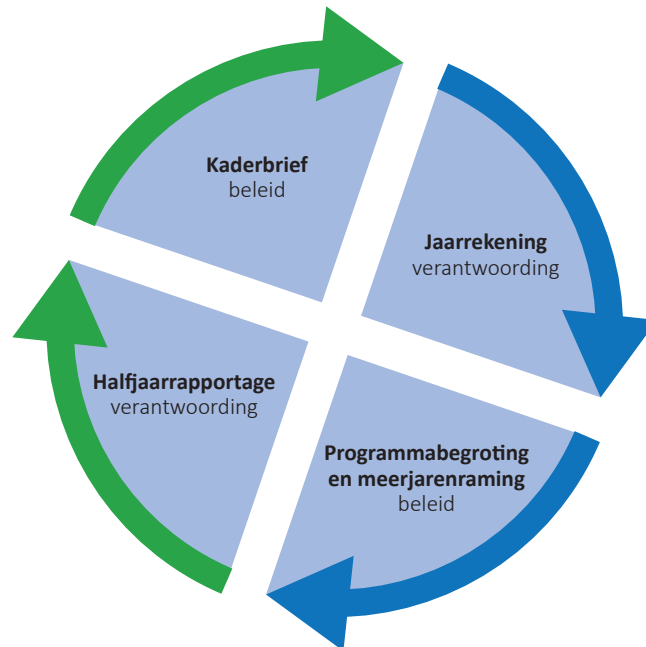 Kaderbrief
beleid
Jaarrekening
verantwoording
Halfjaarrapportage
verantwoording
Programmabegroting
en meerjarenraming
beleid